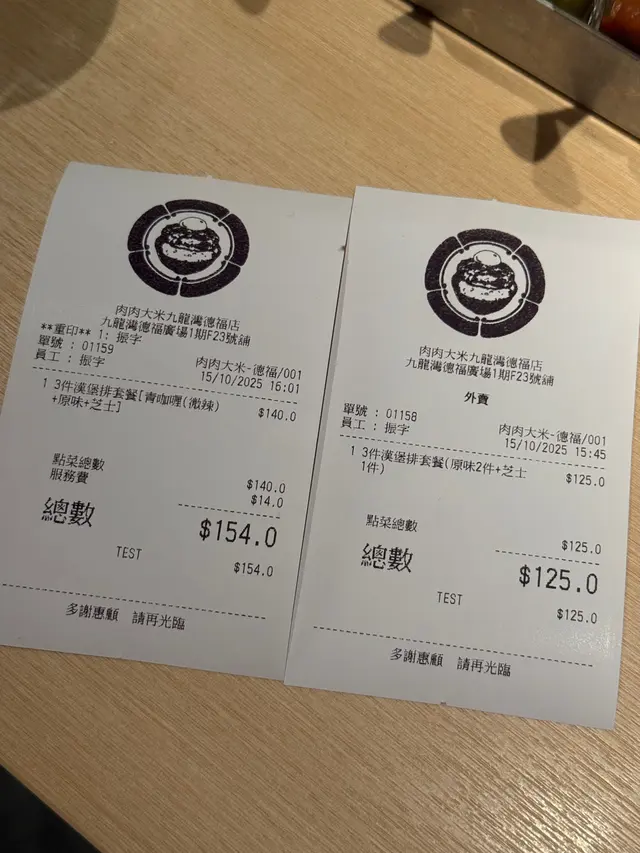 肉肉大米九龍灣德福店
九龍灣德福廣場1期F23號舖
**重印** 1: 振字
單號 : 01159
肉肉大米-德福/001
員工 : 振字
15/10/2025 16:01
1 3件漢堡排套餐[青咖喱(微辣)
+原味+芝士]
$140.0
點菜總數
$140.0
服務費
$14.0
總數
$154.0
TEST
$154.0
多謝惠顧 請再光臨
肉肉大米九龍灣德福店
九龍灣德福廣場1期F23號舖
外賣
單號 : 01158
肉肉大米-德福/001
員工 : 振字
15/10/2025 15:45
1 3件漢堡排套餐(原味2件+芝士
1件)
$125.0
點菜總數
$125.0
總數
$125.0
TEST
$125.0
多謝惠顧 請再光臨